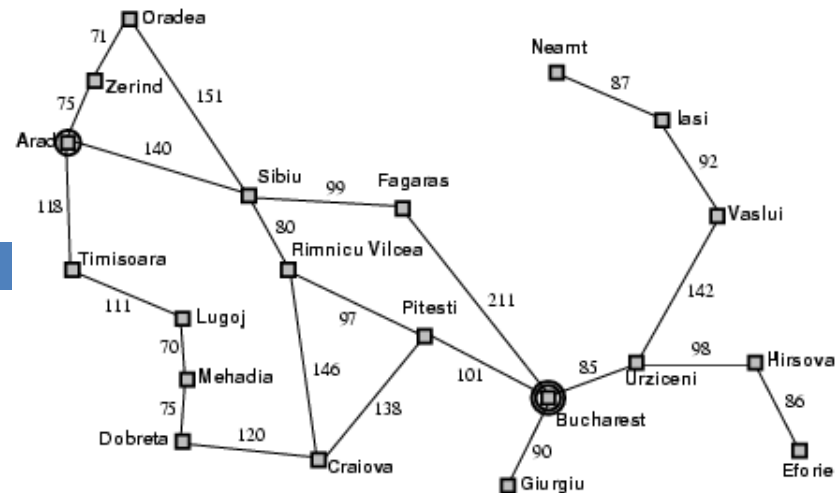 Oradea
71
Neamt
Zerind
87
151
75
Iasi
Arad
140
92
Sibiu
Fagaras
99
118
Vaslui
80
Timisoara
Rimnicu Vilcea
142
111
211
Lugoj
Pitesti
97
70
98
Hirsova
85
Mehadia
146
101
Urziceni
86
75
138
Bucharest
Dobreta
120
90
Craiova
Eforie
Giurgiu